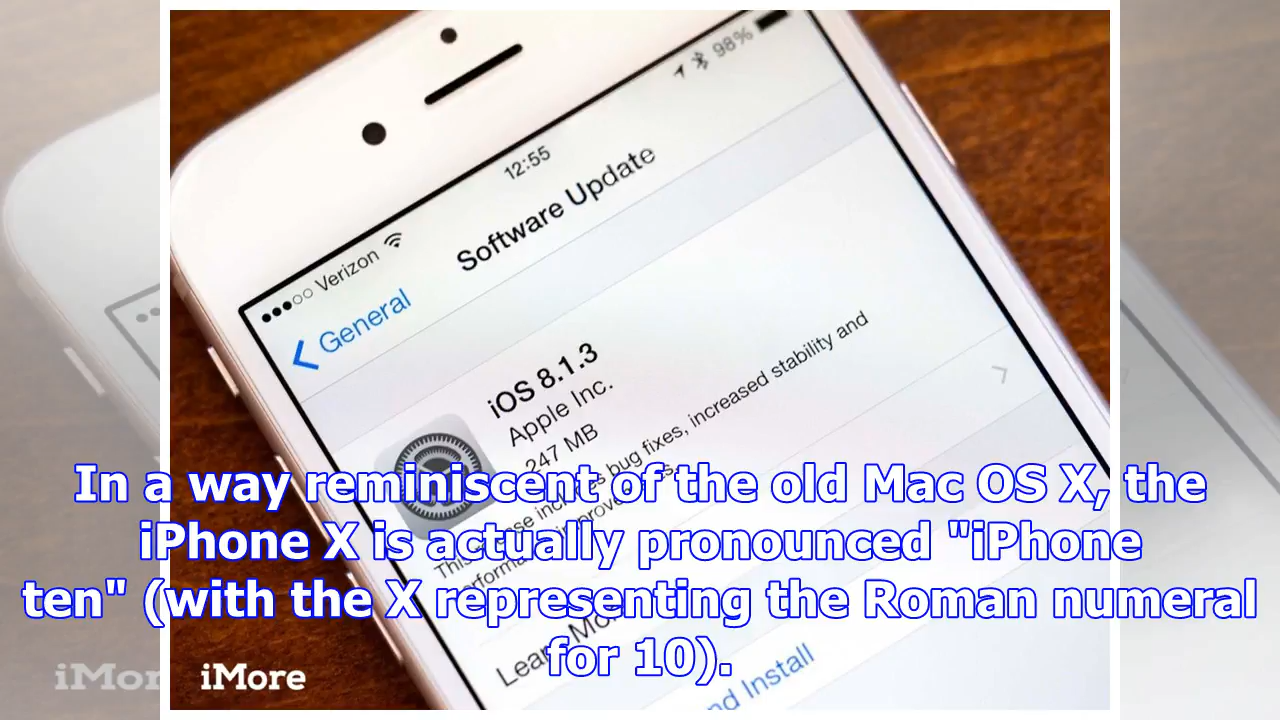 98%
12:55
Verizon
Software Update
General
iOS 8.1.3
Apple Inc.
247 MB
bug fixes, increased stability and
In a way reminiscent of the old Mac OS X, the
iPhone X is actually pronounced "iPhone
ten" (with the X representing the Roman numeral
for 10).
Install
iMore
iMor